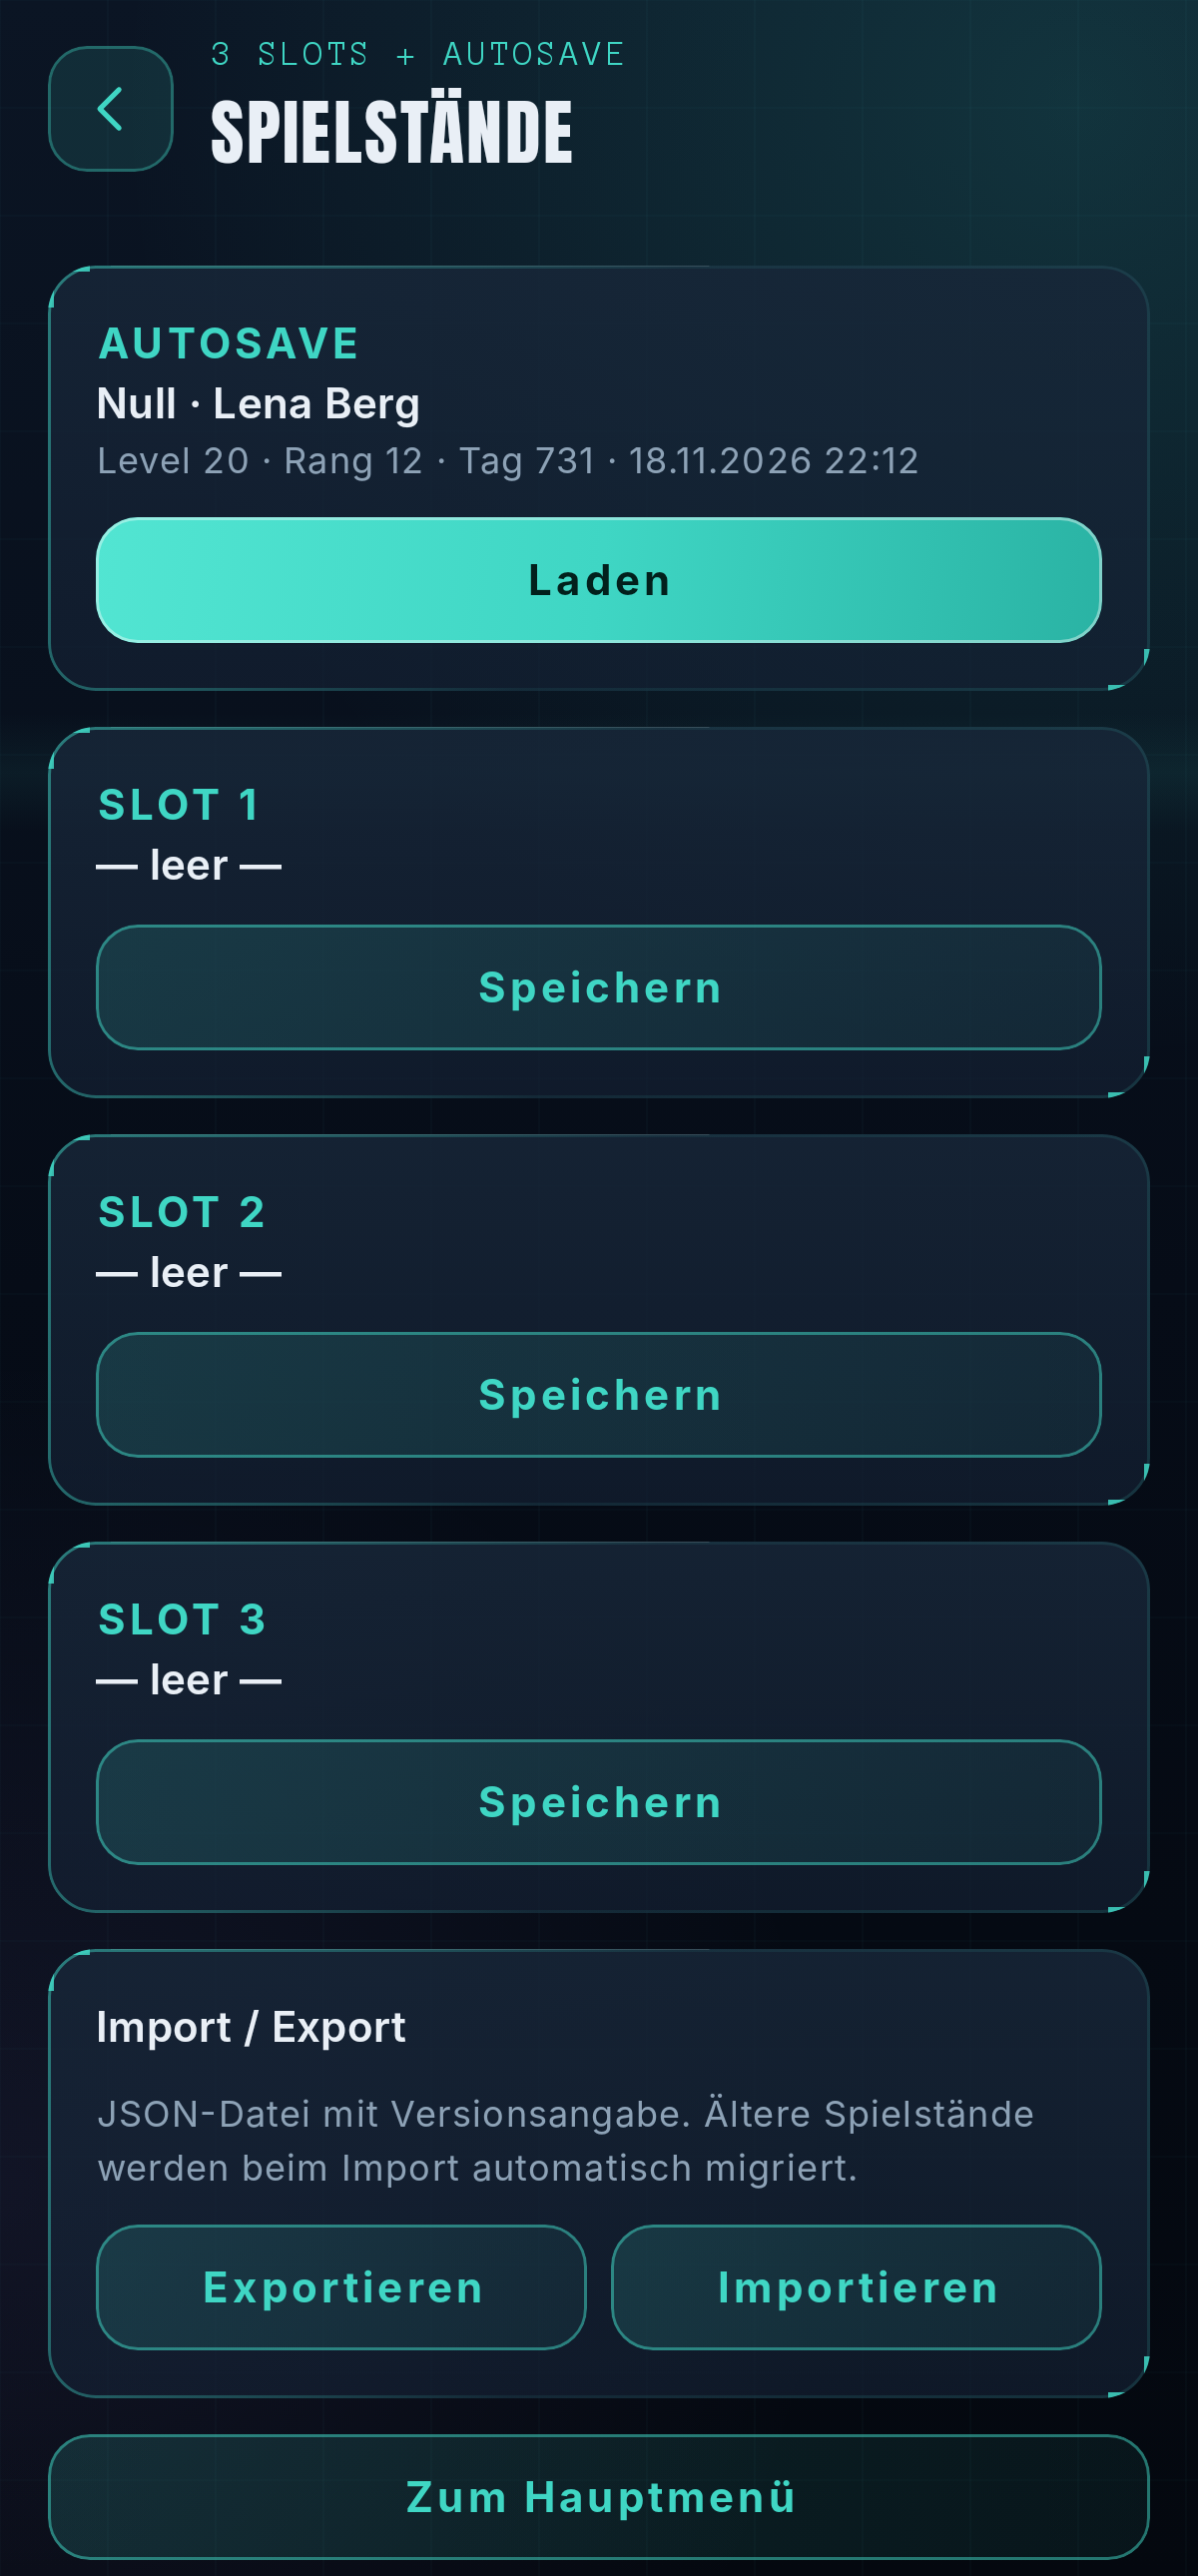 3 SLOTS + AUTOSAVE
SPIELSTÄNDE
AUTOSAVE
Null · Lena Berg
Level 20 · Rang 12 · Tag 731 · 18.11.2026 22:12
Laden
SLOT 1
— leer —
Speichern
SLOT 2
— leer —
Speichern
SLOT 3
— leer —
Speichern
Import / Export
JSON-Datei mit Versionsangabe. Ältere Spielstände
werden beim Import automatisch migriert.
Exportieren
Importieren
Zum Hauptmenü